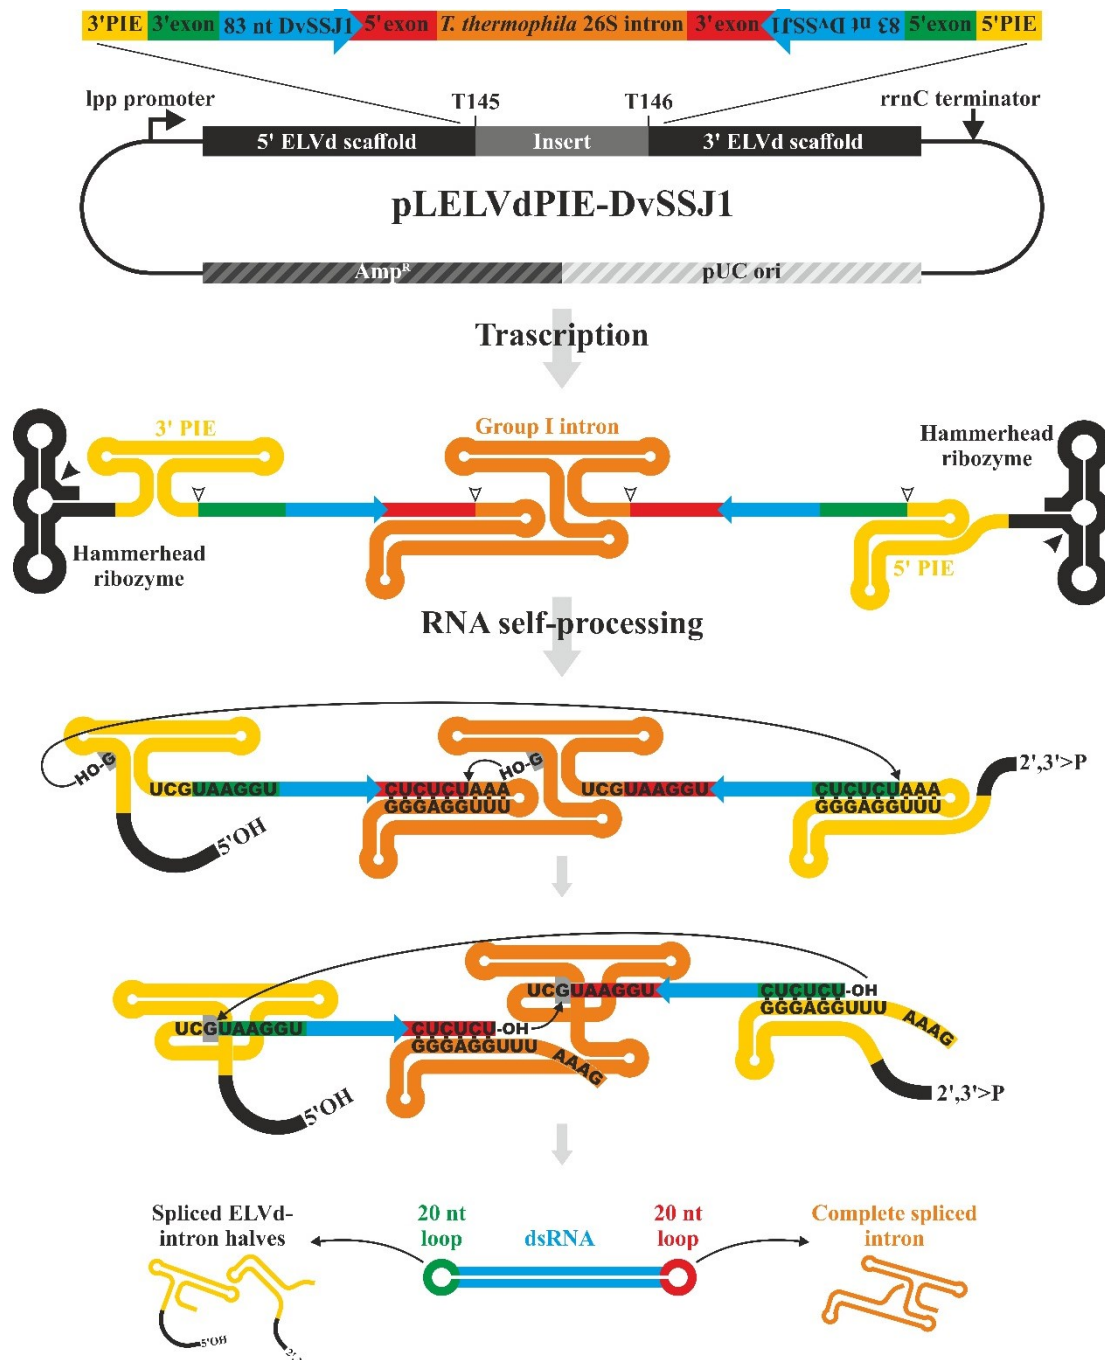 3'PIE 3'exon 83 nt DvSSJ1 5'exon T. thermophila 26S intron 3'exon 83 nt DvSSJ1 5'exon 5'PIE
lpp promoter T145 T146 rrnC terminator
5' ELVd scaffold Insert 3' ELVd scaffold
pLELVdPIE-DvSSJ1
Amp^R pUC ori
Trascription
3' PIE Group I intron Hammerhead
ribozyme
Hammerhead
ribozyme
5' PIE
RNA self-processing
HO-G HO-G 2',3'>P
UCGUAAGGU CUCUCUAAA UCGUAAGGU CUCUCUAAA
GGGAGGUUU GGGAGGUUU
5'OH
UCGUAAGGU CUCUCU-OH
UCGUAAGGU CUCUCU-OH
GGGAGGUUU AAAG GGGAGGUUU AAAG
5'OH 2',3'>P
Spliced ELVd-
intron halves
20 nt
loop
dsRNA
20 nt
loop
Complete spliced
intron
5'OH